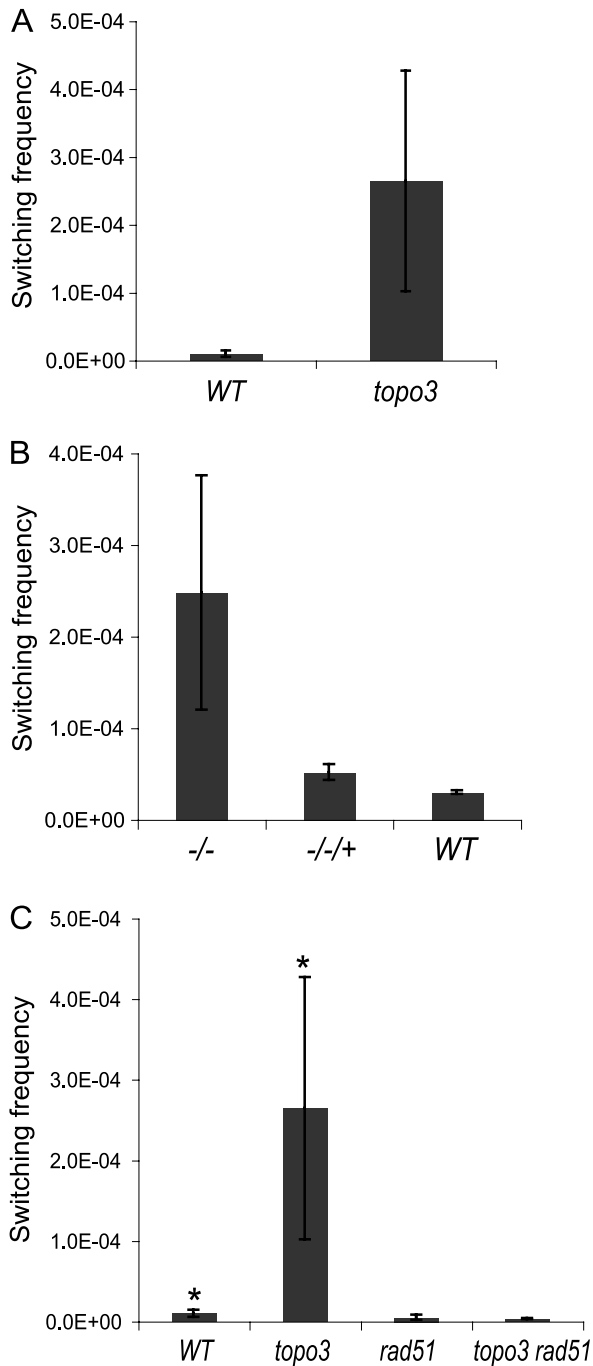 A
Switching frequency
5.0E-04
4.0E-04
3.0E-04
2.0E-04
1.0E-04
0.0E+00
WT
topo3
B
Switching frequency
4.0E-04
3.0E-04
2.0E-04
1.0E-04
0.0E+00
-/-
-/-/+
WT
C
Switching frequency
5.0E-04
4.0E-04
3.0E-04
2.0E-04
1.0E-04
0.0E+00
*
*
WT
topo3
rad51
topo3 rad51